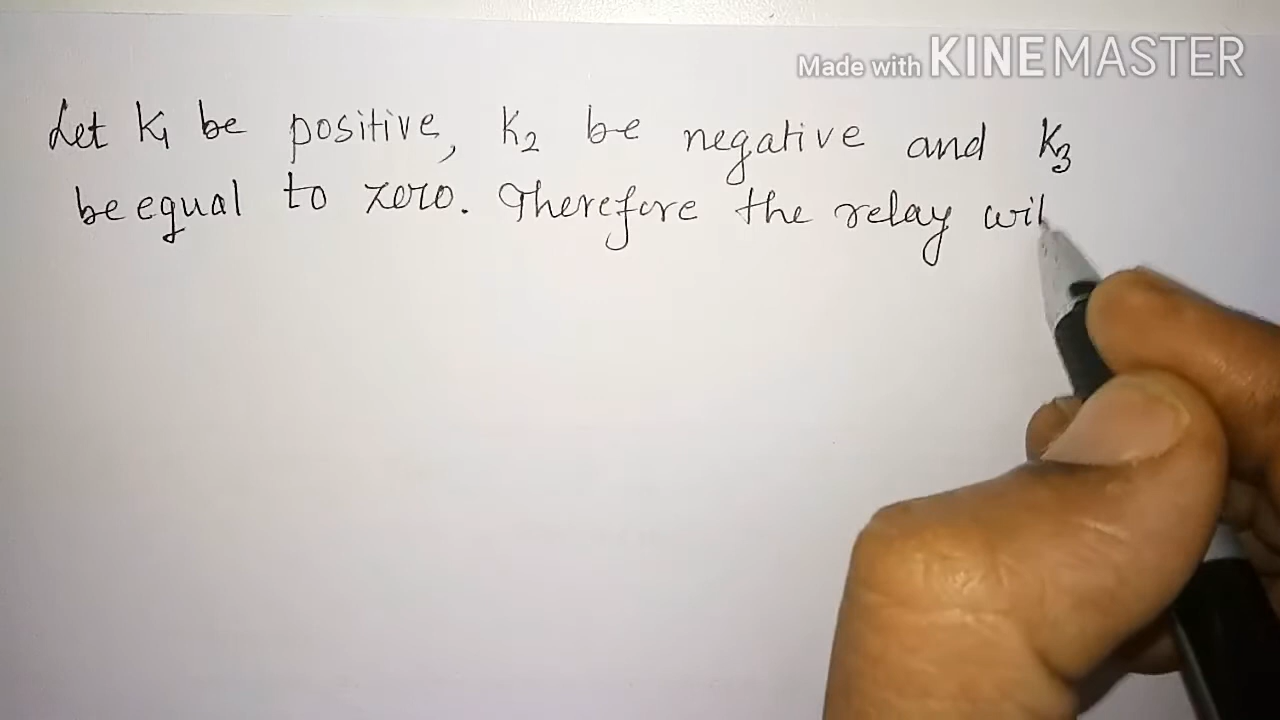 Made with KINEMASTER
Let K1 be positive, K2 be negative and K3
be equal to zero. Therefore the relay wil